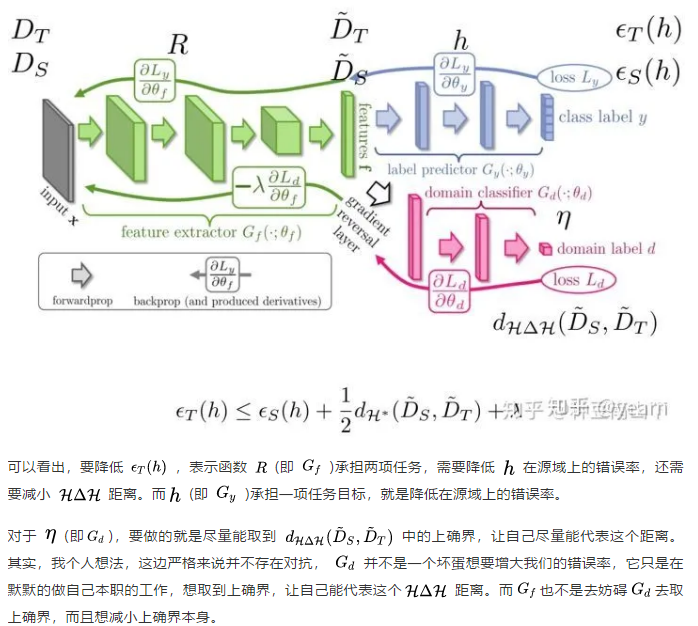 D_T R D̃_T h ϵ_T(h)
D_S ∂L_y/∂θ_f D̃_S ∂L_y/∂θ_y loss L_y ϵ_S(h)
features f class label y
label predictor G_y(·;θ_y)
input x −λ ∂L_d/∂θ_f domain classifier G_d(·;θ_d)
feature extractor G_f(·;θ_f) gradient reversal layer η domain label d
∂L_y/∂θ_f ∂L_d/∂θ_d loss L_d
forwardprop backprop (and produced derivatives)
d_{HΔH}(D̃_S, D̃_T)
ϵ_T(h) ≤ ϵ_S(h) + 1/2 d_{H*}(D̃_S, D̃_T) + λ
知乎 @yearn
可以看出，要降低 ϵ_T(h) ，表示函数 R (即 G_f )承担两项任务，需要降低 h 在源域上的错误率，还需
要减小 HΔH 距离。而 h (即 G_y )承担一项任务目标，就是降低在源域上的错误率。
对于 η (即 G_d )，要做的就是尽量能取到 d_{HΔH}(D̃_S, D̃_T) 中的上确界，让自己尽量能代表这个距离。
其实，我个人想法，这边严格来说并不存在对抗， G_d 并不是一个坏蛋想要增大我们的错误率，它只是在
默默的做自己本职的工作，想取到上确界，让自己能代表这个 HΔH 距离。而 G_f 也不是去妨碍 G_d 去取
上确界，而且想减小上确界本身。